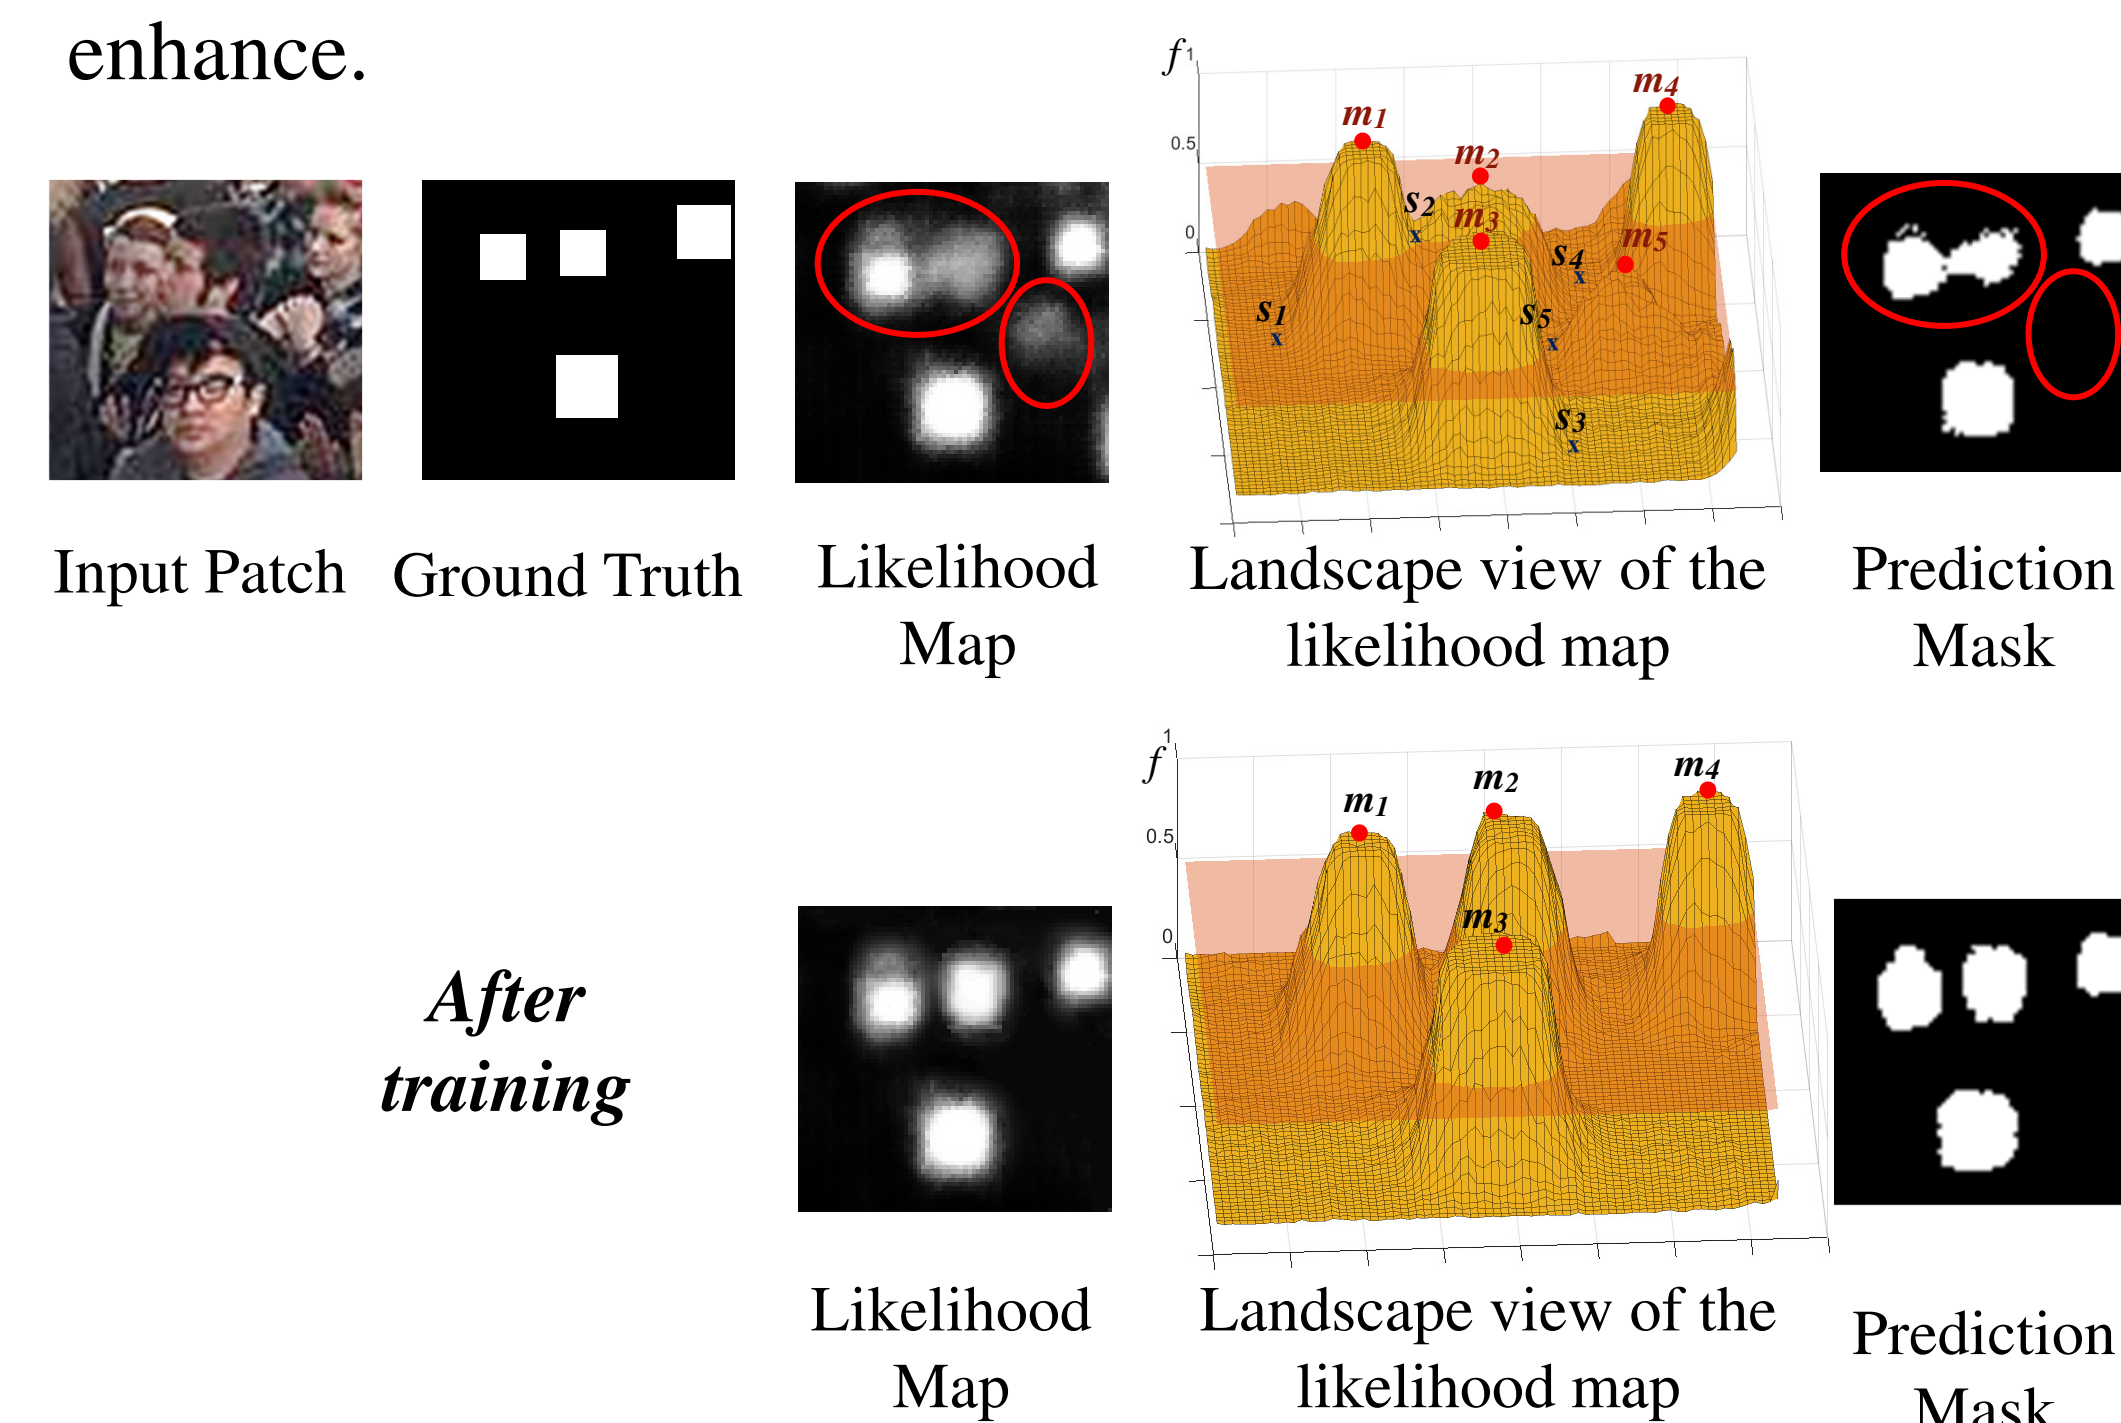 enhance.
f 1
0.5
0
m1
m2
m3
m4
m5
s1
s2
s3
s4
s5
x
x
x
x
x
Input Patch
Ground Truth
Likelihood
Map
Landscape view of the
likelihood map
Prediction
Mask
After
training
1
f
0.5
0
m1
m2
m3
m4
Likelihood
Map
Landscape view of the
likelihood map
Prediction
Mask